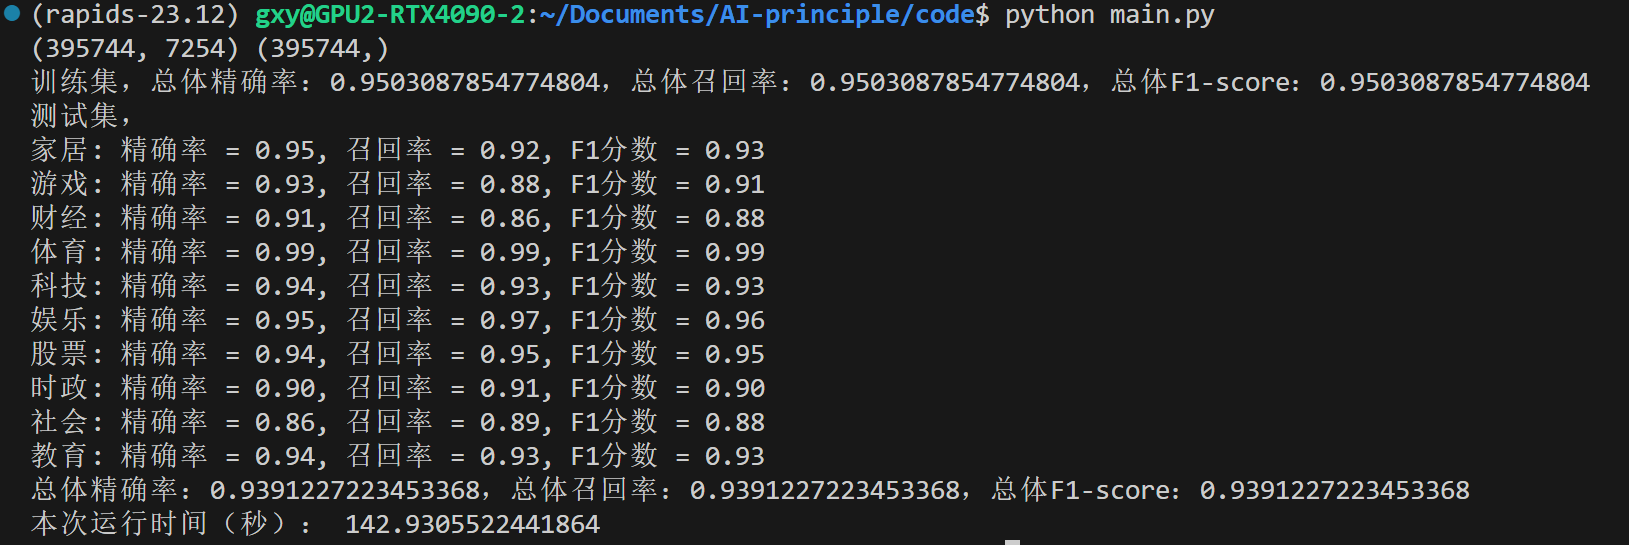 (rapids-23.12) gxy@GPU2-RTX4090-2:~/Documents/AI-principle/code$ python main.py
(395744, 7254) (395744,)
训练集，总体精确率：0.9503087854774804，总体召回率：0.9503087854774804，总体F1-score：0.9503087854774804
测试集，
家居: 精确率 = 0.95, 召回率 = 0.92, F1分数 = 0.93
游戏: 精确率 = 0.93, 召回率 = 0.88, F1分数 = 0.91
财经: 精确率 = 0.91, 召回率 = 0.86, F1分数 = 0.88
体育: 精确率 = 0.99, 召回率 = 0.99, F1分数 = 0.99
科技: 精确率 = 0.94, 召回率 = 0.93, F1分数 = 0.93
娱乐: 精确率 = 0.95, 召回率 = 0.97, F1分数 = 0.96
股票: 精确率 = 0.94, 召回率 = 0.95, F1分数 = 0.95
时政: 精确率 = 0.90, 召回率 = 0.91, F1分数 = 0.90
社会: 精确率 = 0.86, 召回率 = 0.89, F1分数 = 0.88
教育: 精确率 = 0.94, 召回率 = 0.93, F1分数 = 0.93
总体精确率：0.9391227223453368，总体召回率：0.9391227223453368，总体F1-score：0.9391227223453368
本次运行时间（秒）： 142.9305522441864